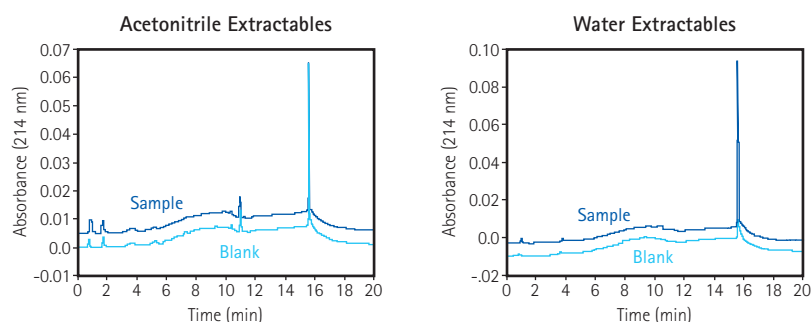 Acetonitrile Extractables
0.07
0.06
0.05
0.04
0.03
0.02
0.01
0.0
-0.01
Absorbance (214 nm)
Sample
Blank
0 2 4 6 8 10 12 14 16 18 20
Time (min)
Water Extractables
0.10
0.08
0.06
0.04
0.02
0.0
-.02
Absorbance (214 nm)
Sample
Blank
0 2 4 6 8 10 12 14 16 18 20
Time (min)